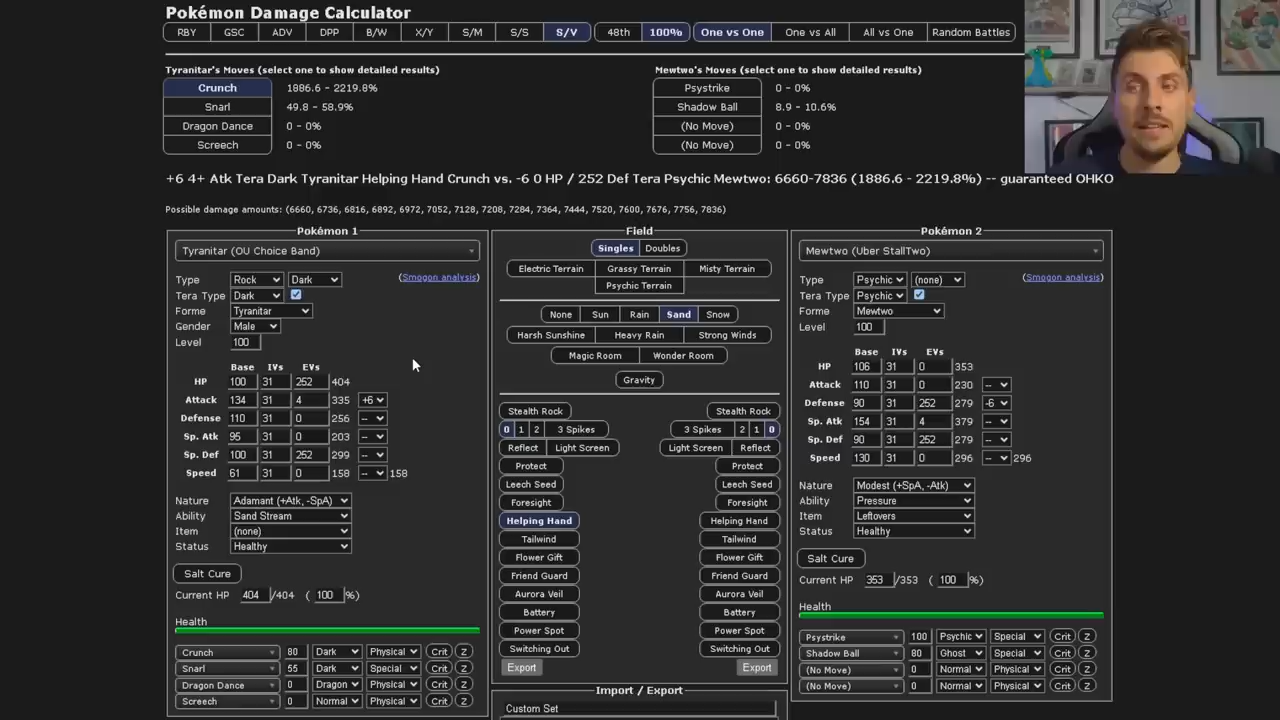 Pokémon Damage Calculator
RBY GSC ADV DPP B/W X/Y S/M S/S S/V 48th 100% One vs One One vs All All vs One Random Battles
Tyranitar's Moves (select one to show detailed results)
Crunch 1886.6 - 2219.8%
Snarl 49.8 - 58.9%
Dragon Dance 0 - 0%
Screech 0 - 0%
Mewtwo's Moves (select one to show detailed results)
Psystrike 0 - 0%
Shadow Ball 8.9 - 10.6%
(No Move) 0 - 0%
(No Move) 0 - 0%
+6 4+ Atk Tera Dark Tyranitar Helping Hand Crunch vs. -6 0 HP / 252 Def Tera Psychic Mewtwo: 6660-7836 (1886.6 - 2219.8%) -- guaranteed OHKO
Possible damage amounts: (6660, 6736, 6816, 6892, 6972, 7052, 7128, 7208, 7284, 7364, 7444, 7520, 7600, 7676, 7756, 7836)
Pokémon 1
Tyranitar (OU Choice Band)
Type Rock Dark (Smogon analysis)
Tera Type Dark
Forme Tyranitar
Gender Male
Level 100
Base IVs EVs
HP 100 31 252 404
Attack 134 31 4 335 +6
Defense 110 31 0 256 --
Sp. Atk 95 31 0 203 --
Sp. Def 100 31 252 299 --
Speed 61 31 0 158 -- 158
Nature Adamant (+Atk, -SpA)
Ability Sand Stream
Item (none)
Status Healthy
Salt Cure
Current HP 404 /404 ( 100 %)
Health
Crunch 80 Dark Physical Crit Z
Snarl 55 Dark Special Crit Z
Dragon Dance 0 Dragon Physical Crit Z
Screech 0 Normal Physical Crit Z
Field
Singles Doubles
Electric Terrain Grassy Terrain Misty Terrain
Psychic Terrain
None Sun Rain Sand Snow
Harsh Sunshine Heavy Rain Strong Winds
Magic Room Wonder Room
Gravity
Stealth Rock Stealth Rock
0 1 2 3 Spikes 3 Spikes 2 1 0
Reflect Light Screen Light Screen Reflect
Protect Protect
Leech Seed Leech Seed
Foresight Foresight
Helping Hand Helping Hand
Tailwind Tailwind
Flower Gift Flower Gift
Friend Guard Friend Guard
Aurora Veil Aurora Veil
Battery Battery
Power Spot Power Spot
Switching Out Switching Out
Export Export
Import / Export
Custom Set
Pokémon 2
Mewtwo (Uber StallTwo)
Type Psychic (none) (Smogon analysis)
Tera Type Psychic
Forme Mewtwo
Level 100
Base IVs EVs
HP 106 31 0 353
Attack 110 31 0 230 --
Defense 90 31 252 279 -6
Sp. Atk 154 31 4 379 --
Sp. Def 90 31 252 279 --
Speed 130 31 0 296 -- 296
Nature Modest (+SpA, -Atk)
Ability Pressure
Item Leftovers
Status Healthy
Salt Cure
Current HP 353 /353 ( 100 %)
Health
Psystrike 100 Psychic Special Crit Z
Shadow Ball 80 Ghost Special Crit Z
(No Move) 0 Normal Physical Crit Z
(No Move) 0 Normal Physical Crit Z